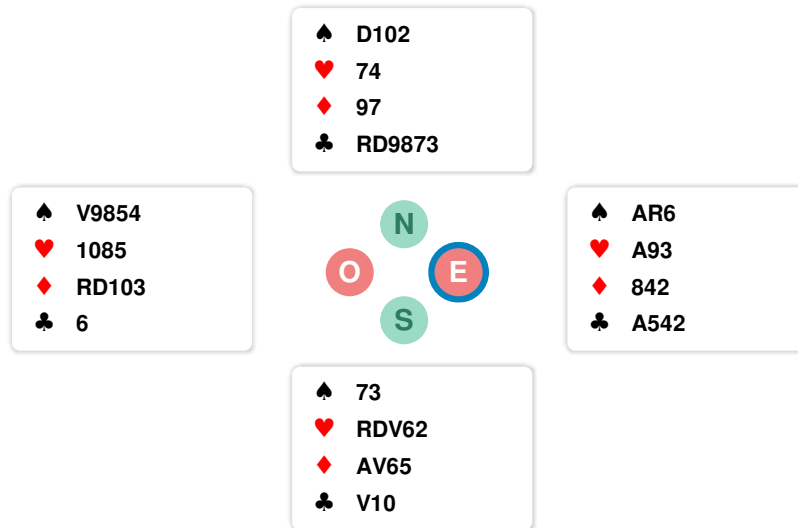 ♠ D102
♥ 74
♦ 97
♣ RD9873
♠ V9854
♥ 1085
♦ RD103
♣ 6
N
O
E
S
♠ AR6
♥ A93
♦ 842
♣ A542
♠ 73
♥ RDV62
♦ AV65
♣ V10